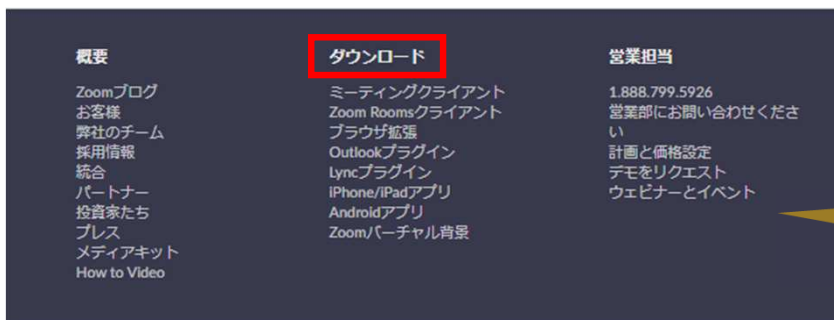 概要
Zoomブログ
お客様
弊社のチーム
採用情報
統合
パートナー
投資家たち
プレス
メディアキット
How to Video
ダウンロード
ミーティングクライアント
Zoom Roomsクライアント
ブラウザ拡張
Outlookプラグイン
Lyncプラグイン
iPhone/iPadアプリ
Androidアプリ
Zoomバーチャル背景
営業担当
1.888.799.5926
営業部にお問い合わせくださ
い
計画と価格設定
デモをリクエスト
ウェビナーとイベント